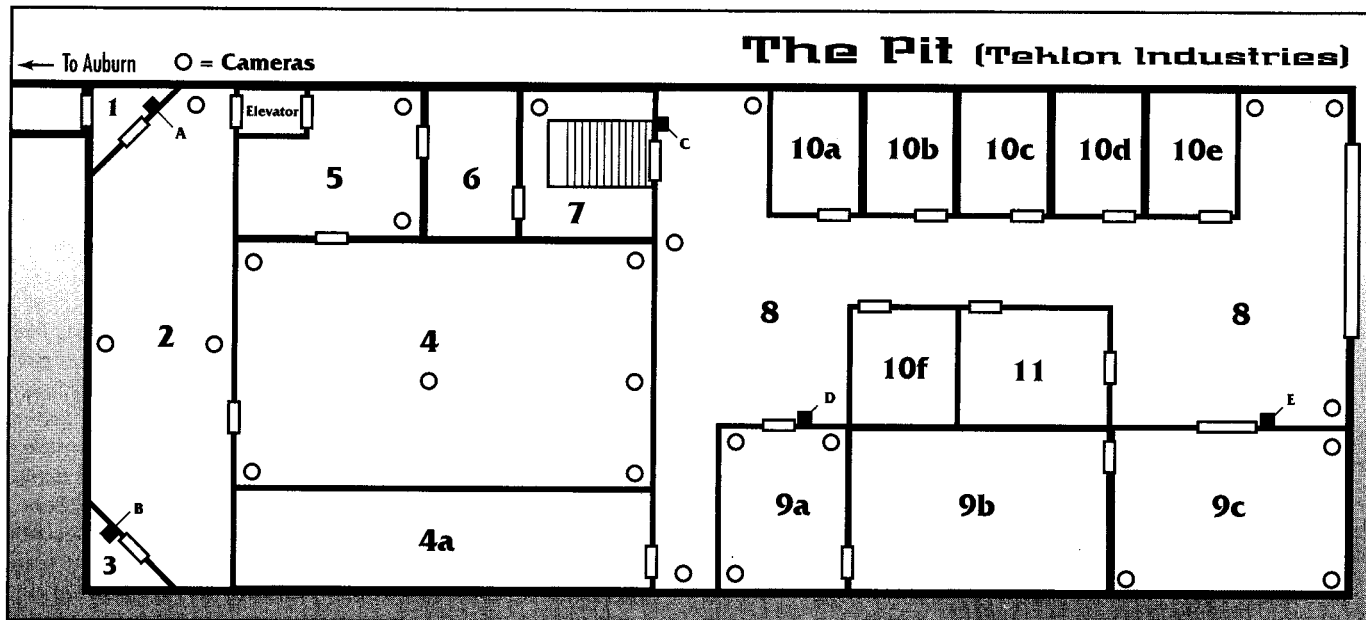 The Pit (Teklon Industries)
To Auburn O = Cameras
1
A
Elevator
C
10a 10b 10c 10d 10e
5 6
7
2
4
8 8
10f 11
D
E
B
3
4a
9a 9b 9c